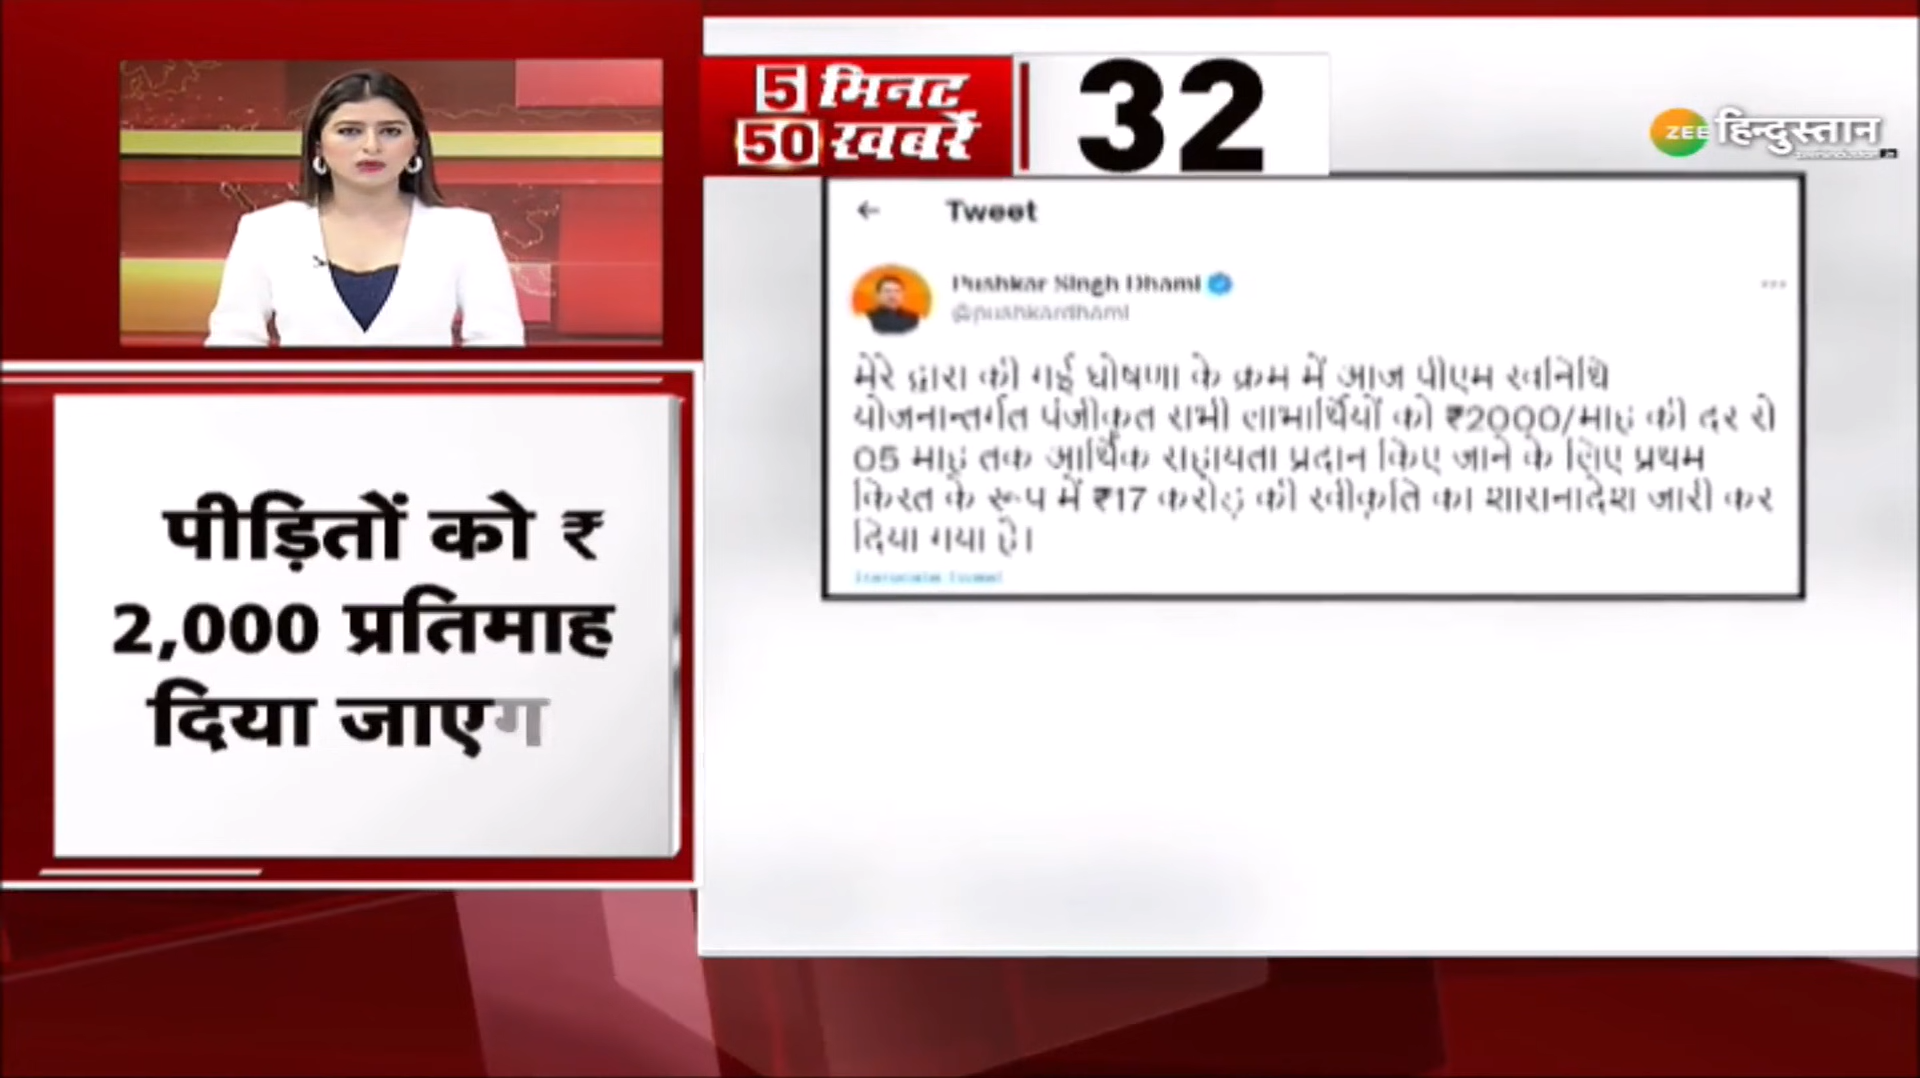 5 मिनट
50 खबरें
32
ZEE हिन्दुस्तान
Tweet
Pushkar Singh Dhami
@pushkardhami
मेरे द्वारा की गई घोषणा के क्रम में आज पीएम स्वनिधि
योजनान्तर्गत पंजीकृत सभी लाभार्थियों को ₹2000/माह की दर से
05 माह तक आर्थिक सहायता प्रदान किए जाने के लिए प्रथम
किस्त के रूप में ₹17 करोड़ की स्वीकृति का शासनादेश जारी कर
दिया गया है।
पीड़ितों को ₹
2,000 प्रतिमाह
दिया जाएग